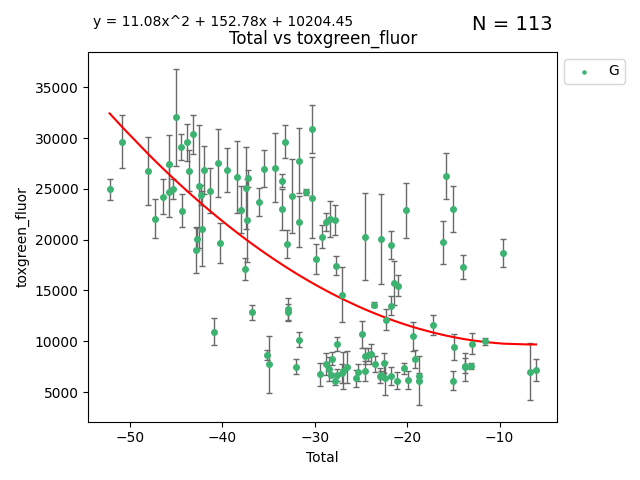 y = 11.08x^2 + 152.78x + 10204.45
N = 113
Total vs toxgreen_fluor
G
35000
30000
25000
20000
15000
10000
5000
toxgreen_fluor
−50 −40 −30 −20 −10
Total